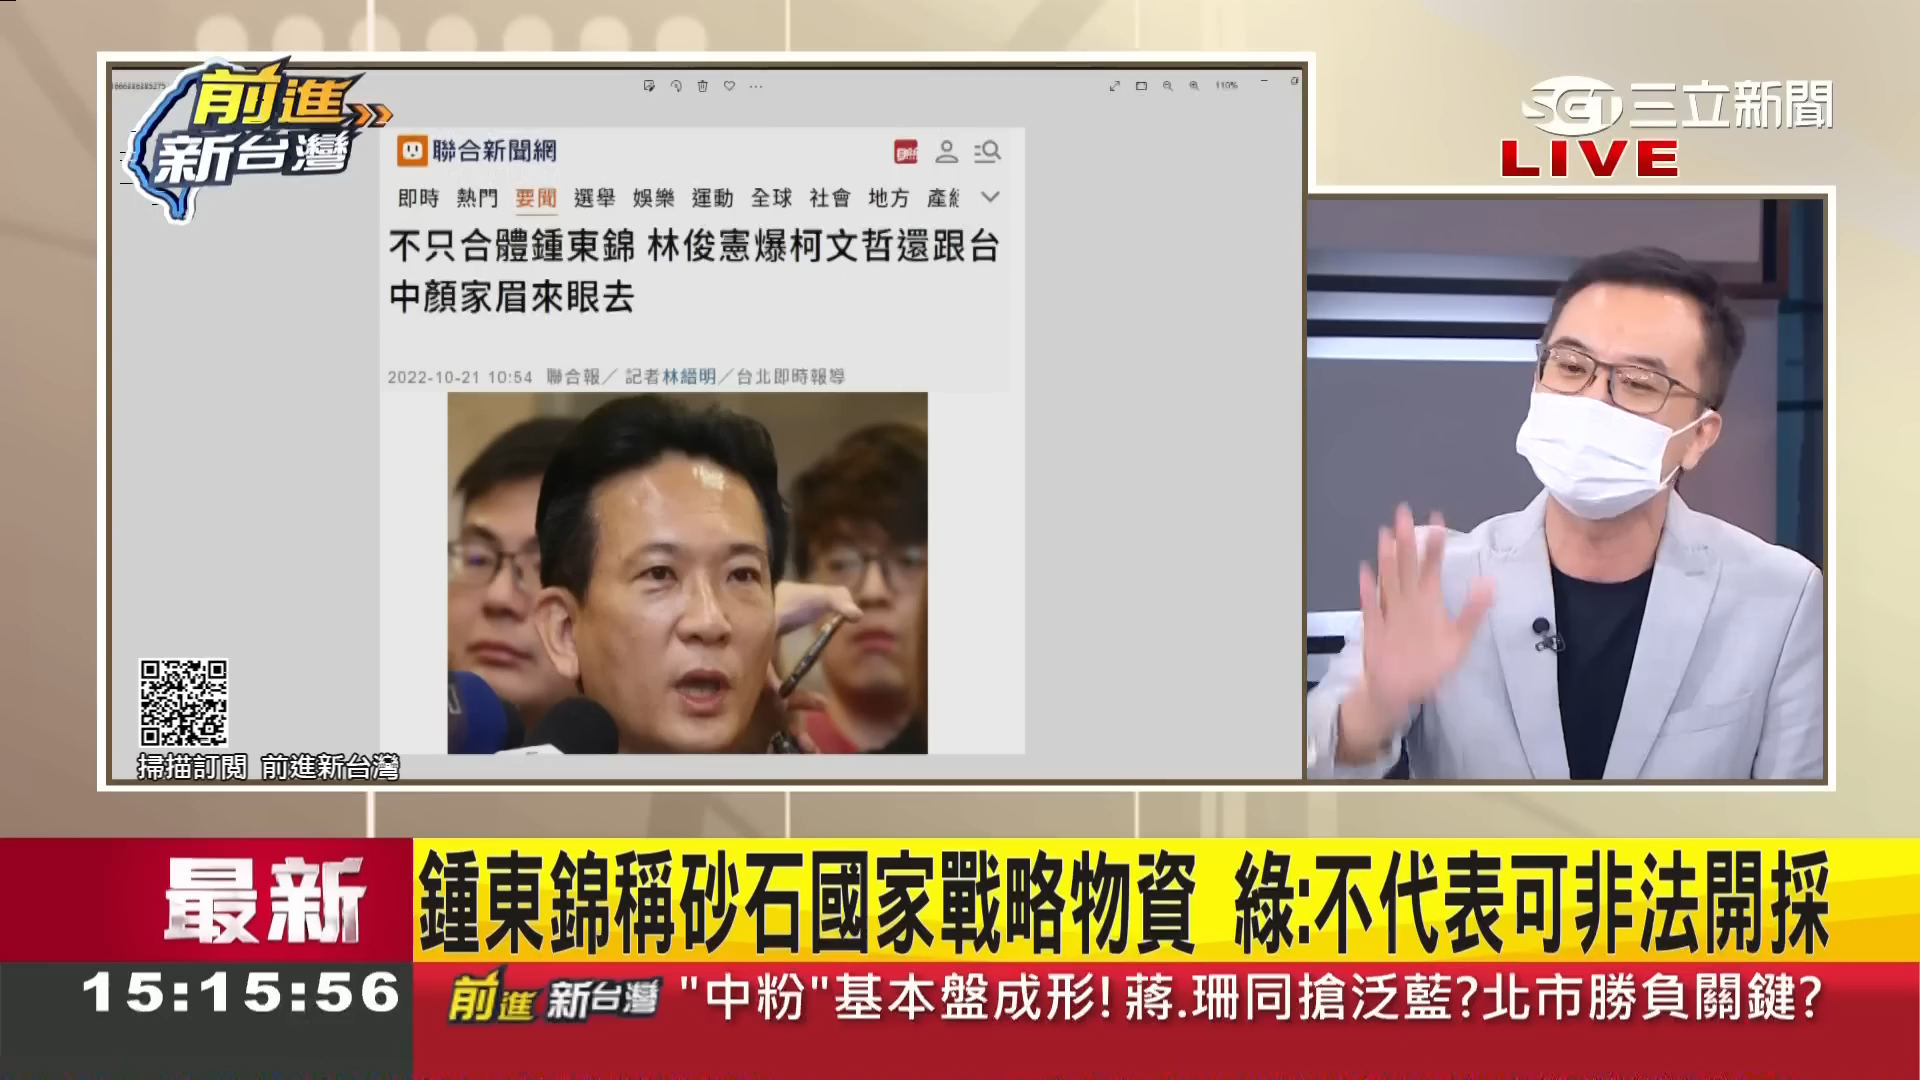 前進
新台灣
SET三立新聞
LIVE
110%
聯合新聞網
即時 熱門 要聞 選舉 娛樂 運動 全球 社會 地方 產經
不只合體鍾東錦 林俊憲爆柯文哲還跟台
中顏家眉來眼去
2022-10-21 10:54 聯合報／ 記者林縉明／台北即時報導
掃描訂閱 前進新台灣
最新
鍾東錦稱砂石國家戰略物資 綠:不代表可非法開採
15:15:56
前進新台灣 "中粉"基本盤成形!蔣.珊同搶泛藍?北市勝負關鍵?